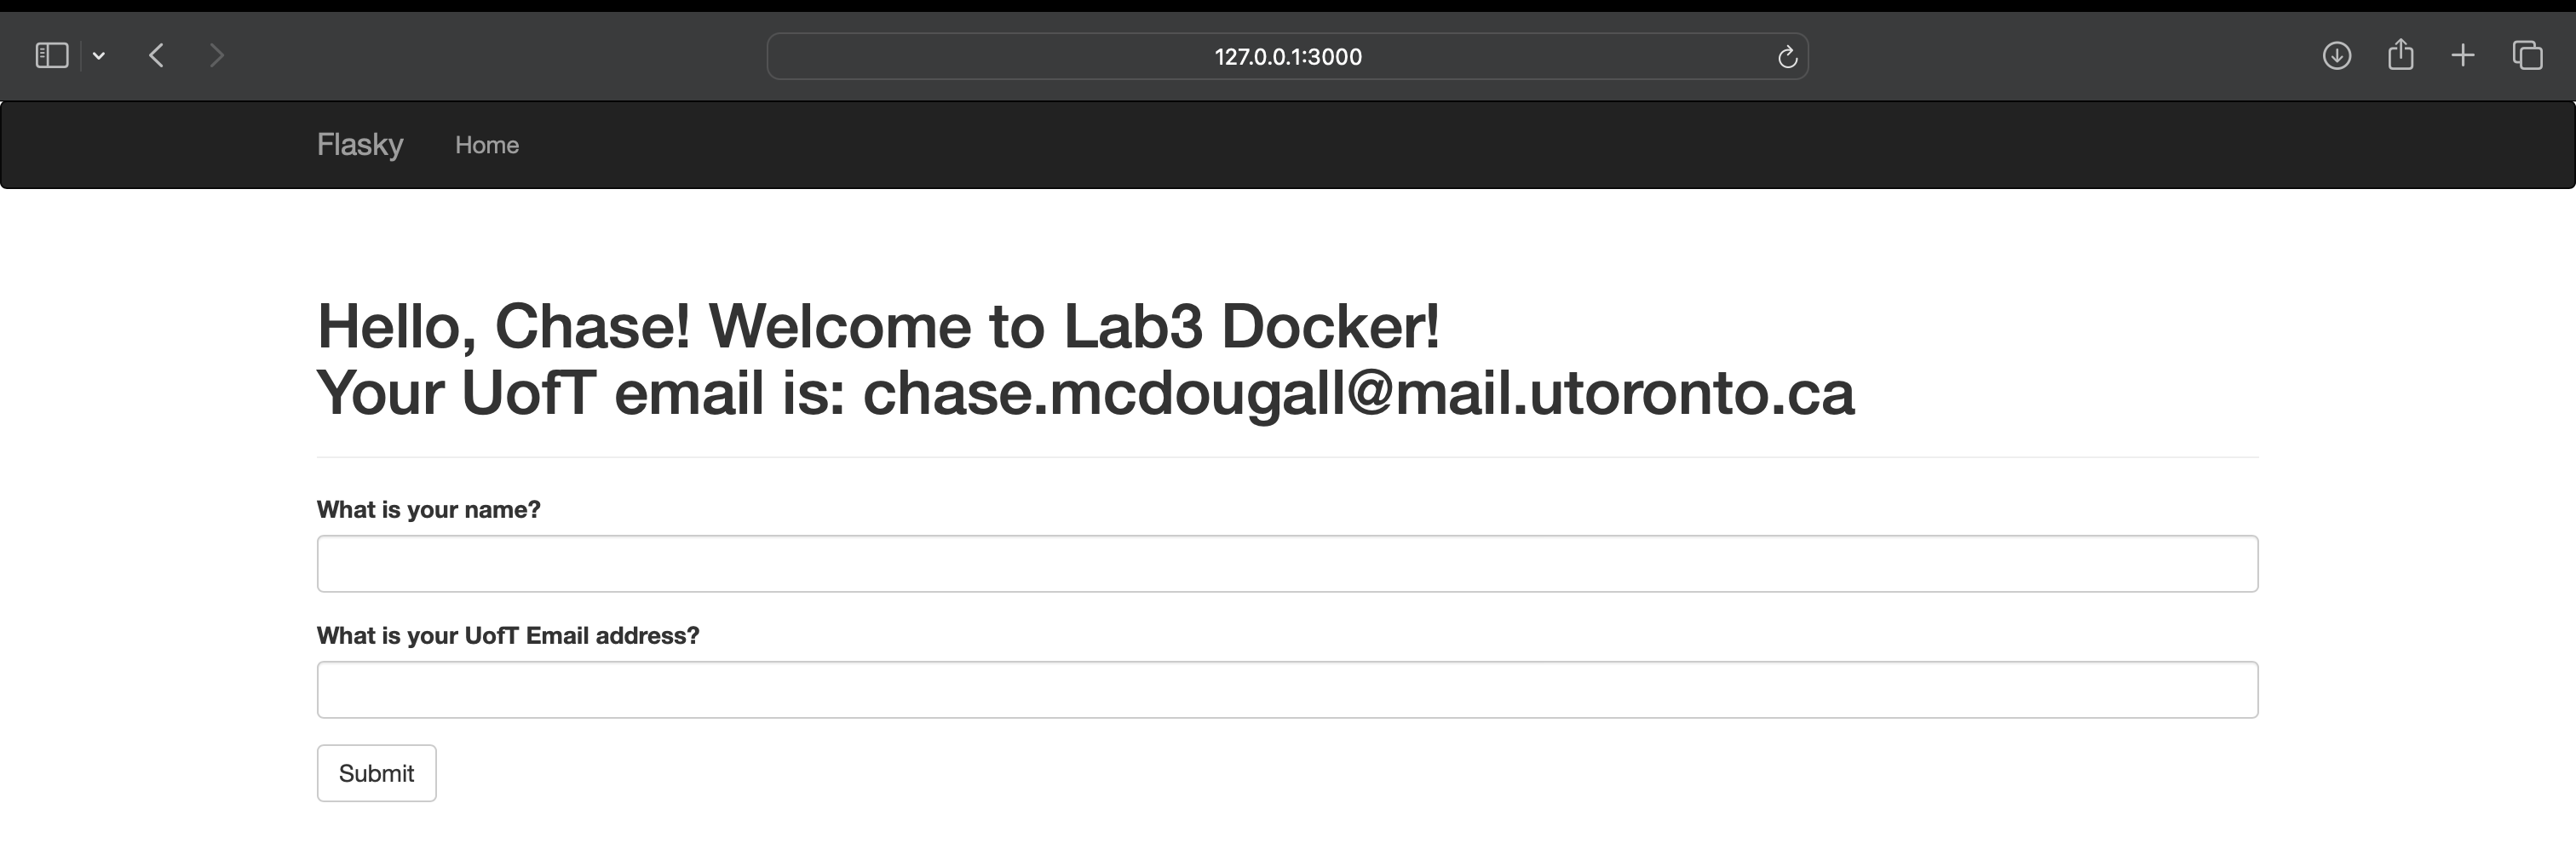 127.0.0.1:3000
Flasky Home
Hello, Chase! Welcome to Lab3 Docker!
Your UofT email is: chase.mcdougall@mail.utoronto.ca
What is your name?
What is your UofT Email address?
Submit